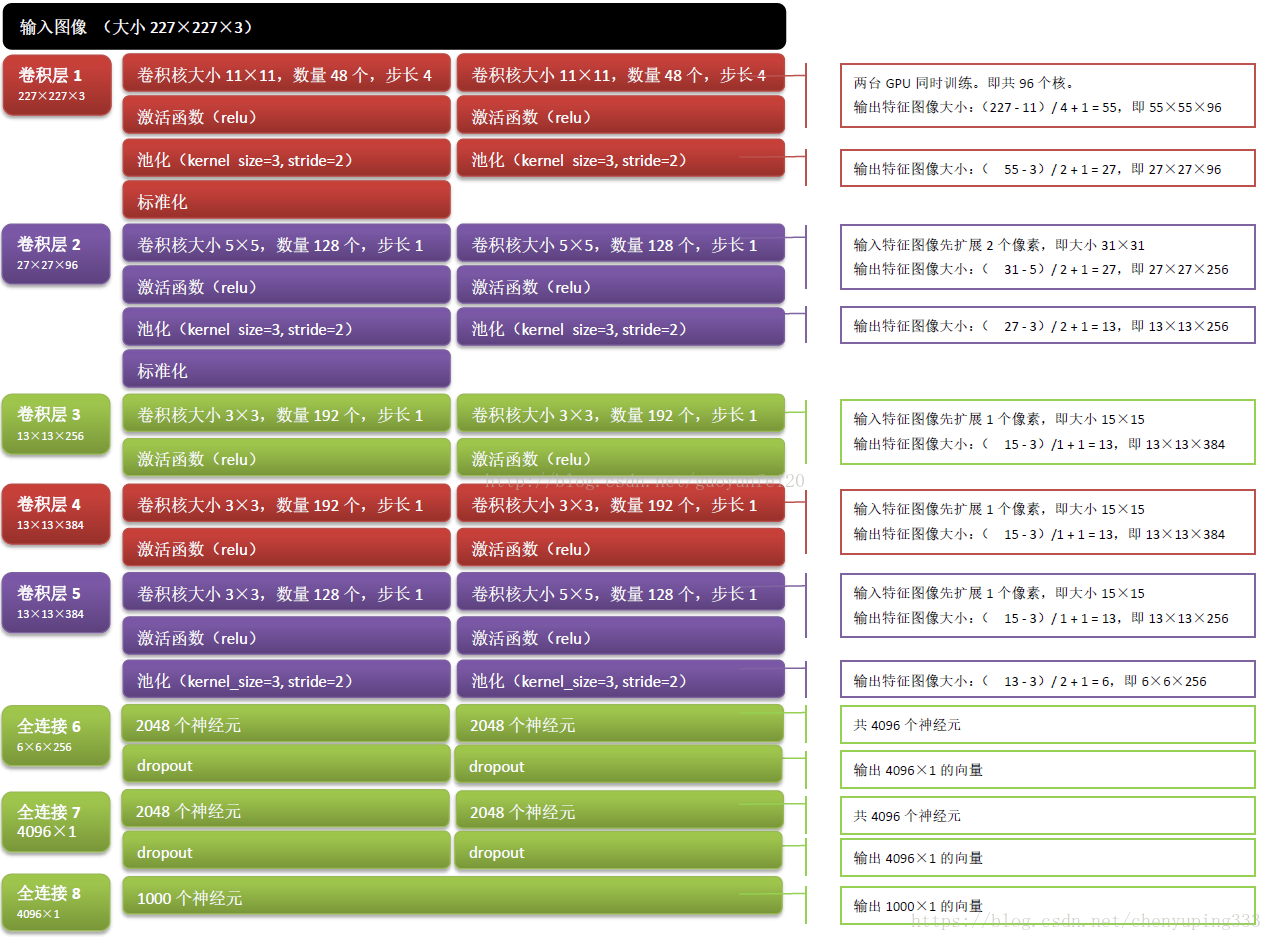 输入图像 （大小 227×227×3）
卷积层 1
227×227×3
卷积核大小 11×11，数量 48 个，步长 4
卷积核大小 11×11，数量 48 个，步长 4
激活函数（relu）
激活函数（relu）
两台 GPU 同时训练。即共 96 个核。
输出特征图像大小：（227 - 11）/ 4 + 1 = 55，即 55×55×96
池化（kernel_size=3, stride=2）
池化（kernel_size=3, stride=2）
输出特征图像大小：（ 55 - 3）/ 2 + 1 = 27，即 27×27×96
标准化
卷积层 2
27×27×96
卷积核大小 5×5，数量 128 个，步长 1
卷积核大小 5×5，数量 128 个，步长 1
激活函数（relu）
激活函数（relu）
输入特征图像先扩展 2 个像素，即大小 31×31
输出特征图像大小：（ 31 - 5）/ 2 + 1 = 27，即 27×27×256
池化（kernel_size=3, stride=2）
池化（kernel_size=3, stride=2）
输出特征图像大小：（ 27 - 3）/ 2 + 1 = 13，即 13×13×256
标准化
卷积层 3
13×13×256
卷积核大小 3×3，数量 192 个，步长 1
卷积核大小 3×3，数量 192 个，步长 1
激活函数（relu）
激活函数（relu）
输入特征图像先扩展 1 个像素，即大小 15×15
输出特征图像大小：（ 15 - 3）/1 + 1 = 13，即 13×13×384
卷积层 4
13×13×384
卷积核大小 3×3，数量 192 个，步长 1
卷积核大小 3×3，数量 192 个，步长 1
激活函数（relu）
激活函数（relu）
输入特征图像先扩展 1 个像素，即大小 15×15
输出特征图像大小：（ 15 - 3）/1 + 1 = 13，即 13×13×384
卷积层 5
13×13×384
卷积核大小 3×3，数量 128 个，步长 1
卷积核大小 5×5，数量 128 个，步长 1
激活函数（relu）
激活函数（relu）
输入特征图像先扩展 1 个像素，即大小 15×15
输出特征图像大小：（ 15 - 3）/ 1 + 1 = 13，即 13×13×256
池化（kernel_size=3, stride=2）
池化（kernel_size=3, stride=2）
输出特征图像大小：（ 13 - 3）/ 2 + 1 = 6，即 6×6×256
全连接 6
6×6×256
2048 个神经元
2048 个神经元
共 4096 个神经元
dropout
dropout
输出 4096×1 的向量
全连接 7
4096×1
2048 个神经元
2048 个神经元
共 4096 个神经元
dropout
dropout
输出 4096×1 的向量
全连接 8
4096×1
1000 个神经元
输出 1000×1 的向量
https://blog.csdn.net/chenyuping333